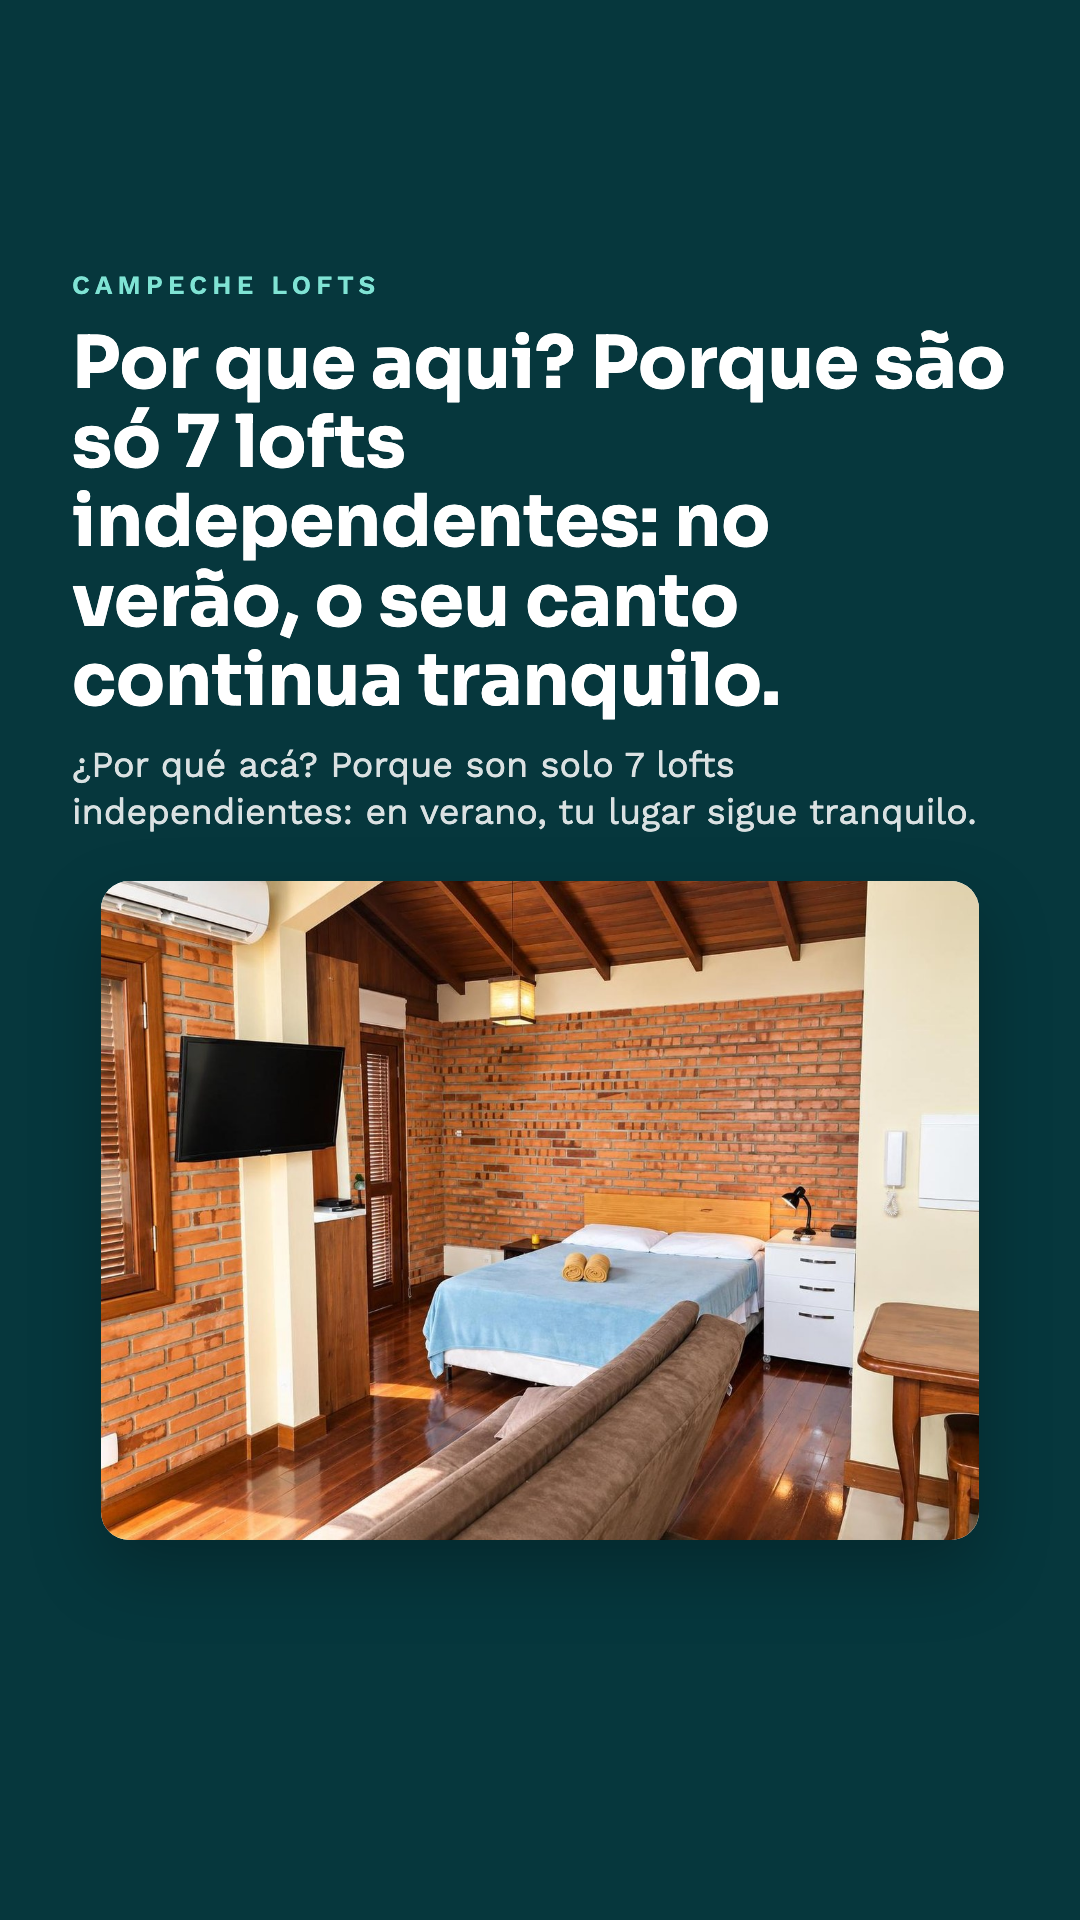 CAMPECHE LOFTS
Por que aqui? Porque são
só 7 lofts
independentes: no
verão, o seu canto
continua tranquilo.
¿Por qué acá? Porque son solo 7 lofts
independientes: en verano, tu lugar sigue tranquilo.